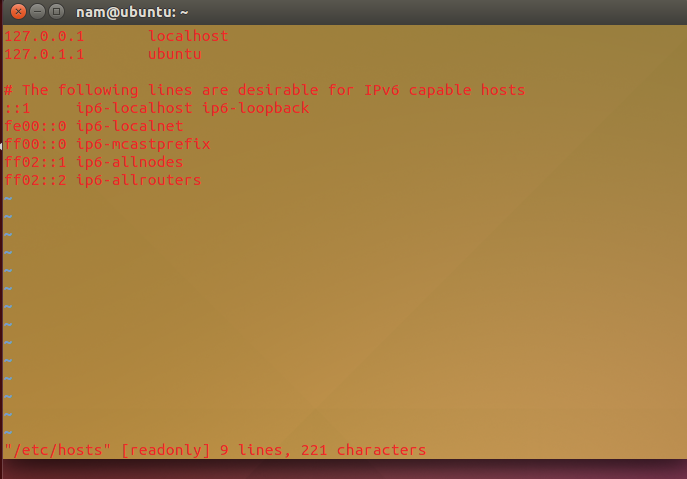 nam@ubuntu: ~
127.0.0.1       localhost
127.0.1.1       ubuntu

# The following lines are desirable for IPv6 capable hosts
::1     ip6-localhost ip6-loopback
fe00::0 ip6-localnet
ff00::0 ip6-mcastprefix
ff02::1 ip6-allnodes
ff02::2 ip6-allrouters
~
~
~
~
~
~
~
~
~
~
~
~
~
~
"/etc/hosts" [readonly] 9 lines, 221 characters